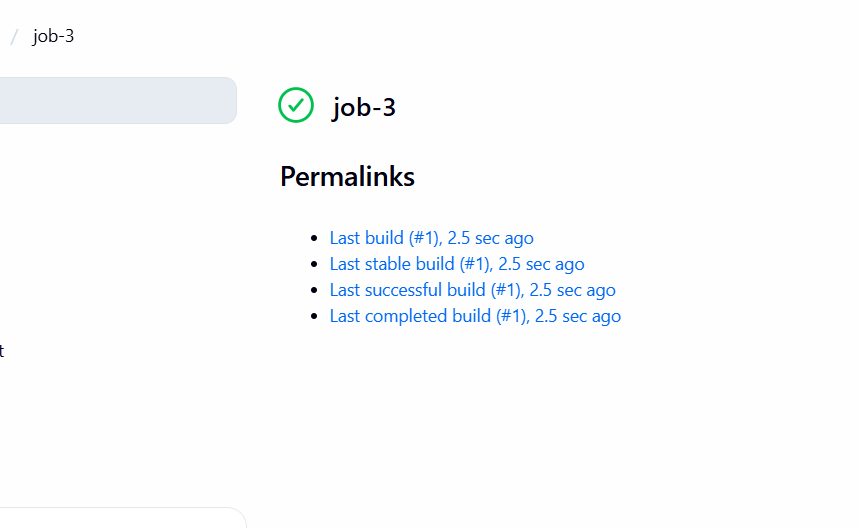 / job-3
job-3
Permalinks
• Last build (#1), 2.5 sec ago
• Last stable build (#1), 2.5 sec ago
• Last successful build (#1), 2.5 sec ago
• Last completed build (#1), 2.5 sec ago
t